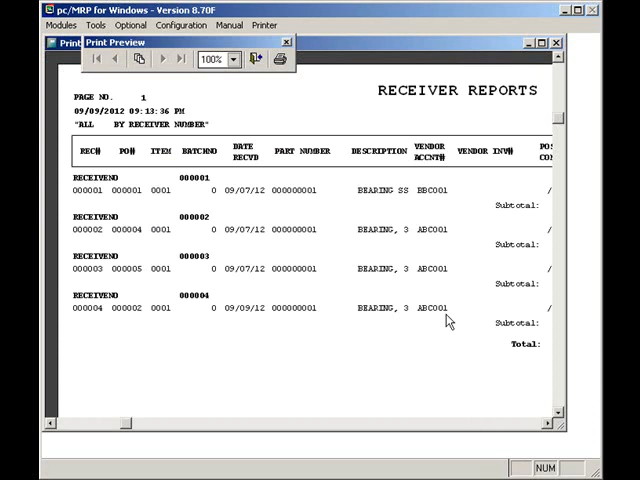 pc/MRP for Windows - Version 8.70F
Modules Tools Optional Configuration Manual Printer
Print
Print Preview
100%
RECEIVER REPORTS
PAGE NO. 1
09/09/2012 09:13:36 PM
"ALL BY RECEIVER NUMBER"
REC# PO# ITEM BATCHNO DATE RECVD PART NUMBER DESCRIPTION VENDOR ACCNT# VENDOR INV# POS COM
RECEIVENO 000001
000001 000001 0001 0 09/07/12 000000001 BEARING SS BBC001 /
Subtotal:
RECEIVENO 000002
000002 000004 0001 0 09/07/12 000000001 BEARING, 3 ABC001 /
Subtotal:
RECEIVENO 000003
000003 000005 0001 0 09/07/12 000000001 BEARING, 3 ABC001 /
Subtotal:
RECEIVENO 000004
000004 000002 0001 0 09/09/12 000000001 BEARING, 3 ABC001 /
Subtotal:
Total:
NUM